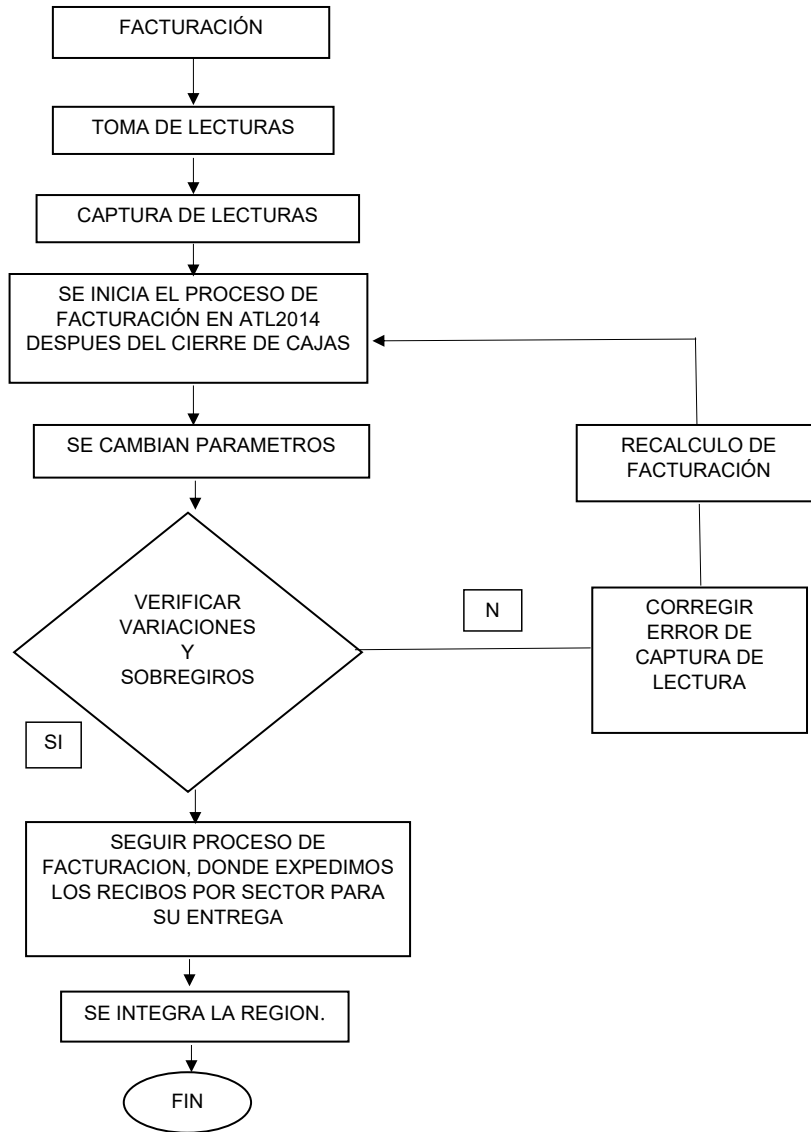 FACTURACIÓN
TOMA DE LECTURAS
CAPTURA DE LECTURAS
SE INICIA EL PROCESO DE
FACTURACIÓN EN ATL2014
DESPUES DEL CIERRE DE CAJAS
SE CAMBIAN PARAMETROS
RECALCULO DE
FACTURACIÓN
VERIFICAR
VARIACIONES
Y
SOBREGIROS
N
CORREGIR
ERROR DE
CAPTURA DE
LECTURA
SI
SEGUIR PROCESO DE
FACTURACION, DONDE EXPEDIMOS
LOS RECIBOS POR SECTOR PARA
SU ENTREGA
SE INTEGRA LA REGION.
FIN